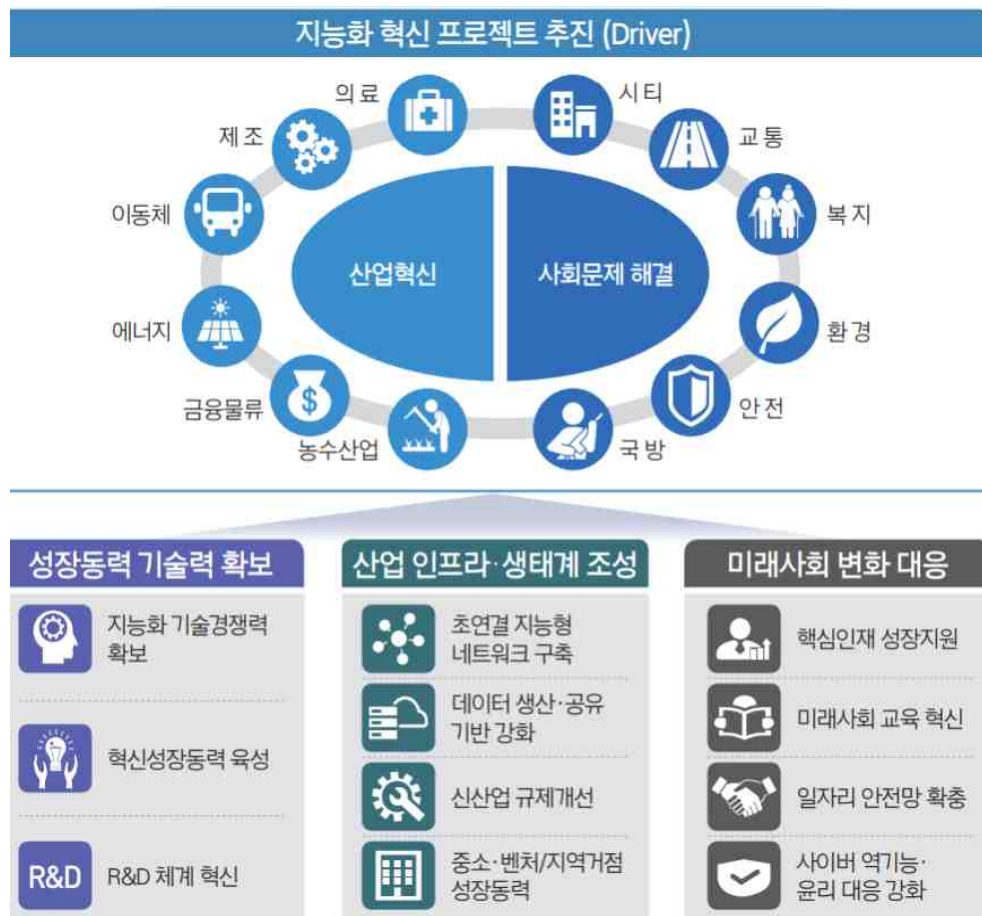 지능화 혁신 프로젝트 추진 (Driver)
의료
시티
제조
교통
이동체
복지
산업혁신
사회문제 해결
에너지
환경
금융물류
$
안전
농수산업
국방
성장동력 기술력 확보
지능화 기술경쟁력
확보
혁신성장동력 육성
R&D
R&D 체계 혁신
산업 인프라·생태계 조성
초연결 지능형
네트워크 구축
데이터 생산·공유
기반 강화
신산업 규제개선
중소·벤처/지역거점
성장동력
미래사회 변화 대응
핵심인재 성장지원
미래사회 교육 혁신
일자리 안전망 확충
사이버 역기능·
윤리 대응 강화